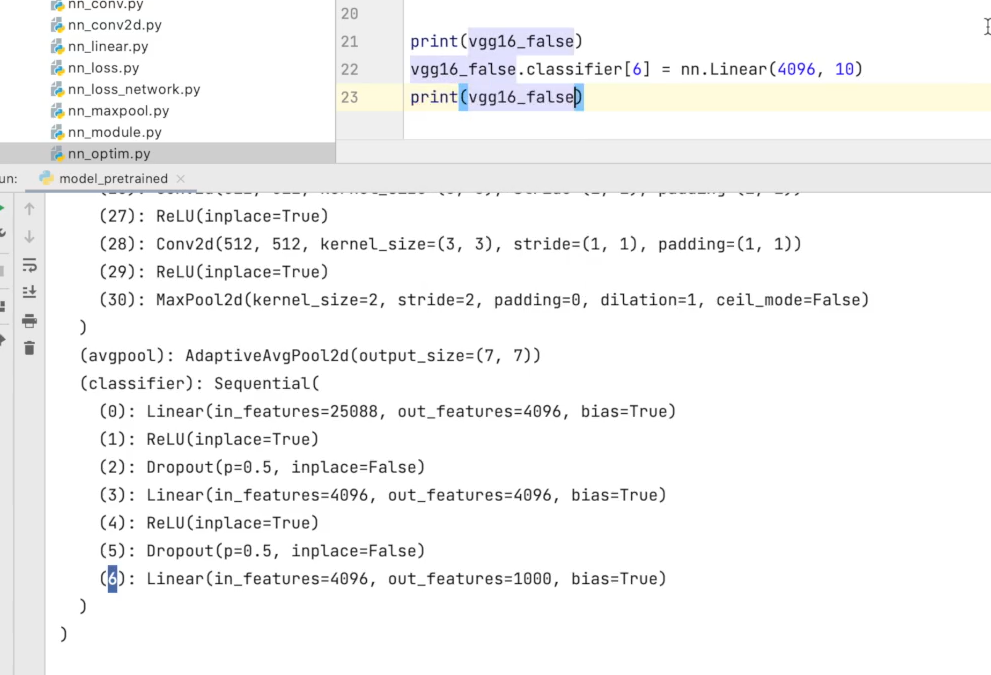 nn_conv.py
nn_conv2d.py
nn_linear.py
nn_loss.py
nn_loss_network.py
nn_maxpool.py
nn_module.py
nn_optim.py
20
21 print(vgg16_false)
22 vgg16_false.classifier[6] = nn.Linear(4096, 10)
23 print(vgg16_false)
un: model_pretrained ×
(27): ReLU(inplace=True)
(28): Conv2d(512, 512, kernel_size=(3, 3), stride=(1, 1), padding=(1, 1))
(29): ReLU(inplace=True)
(30): MaxPool2d(kernel_size=2, stride=2, padding=0, dilation=1, ceil_mode=False)
)
(avgpool): AdaptiveAvgPool2d(output_size=(7, 7))
(classifier): Sequential(
(0): Linear(in_features=25088, out_features=4096, bias=True)
(1): ReLU(inplace=True)
(2): Dropout(p=0.5, inplace=False)
(3): Linear(in_features=4096, out_features=4096, bias=True)
(4): ReLU(inplace=True)
(5): Dropout(p=0.5, inplace=False)
(6): Linear(in_features=4096, out_features=1000, bias=True)
)
)